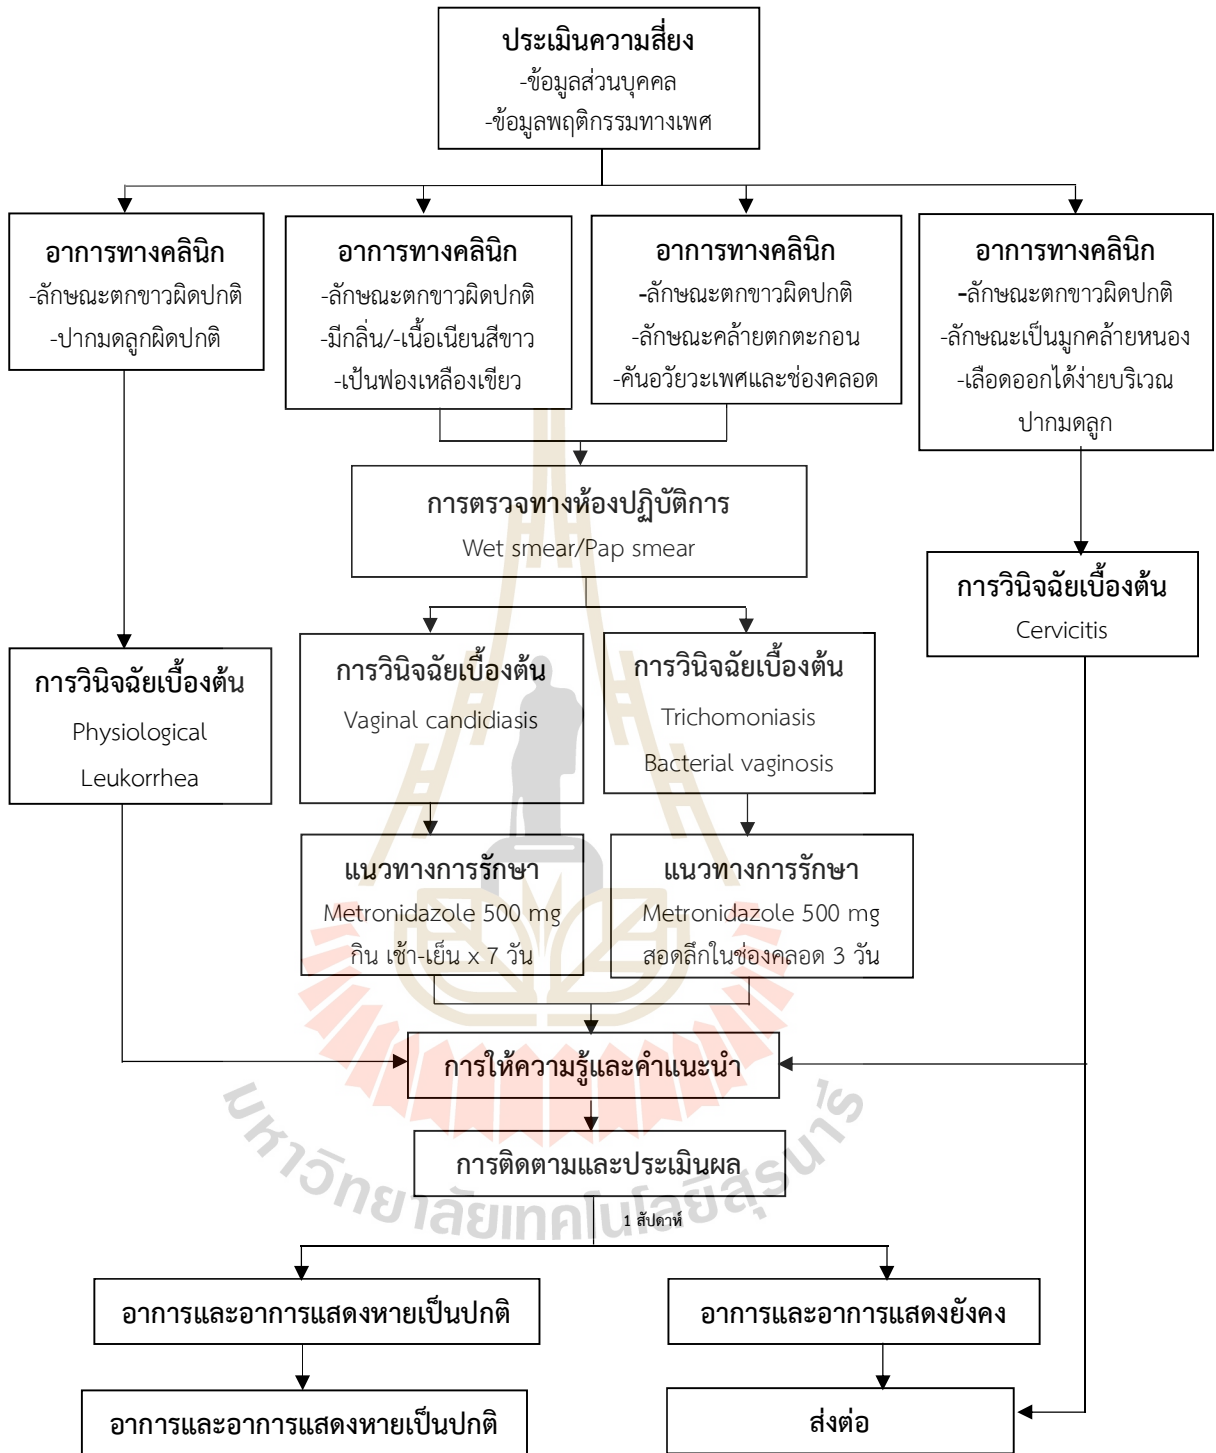 ประเมินความสี่ยง
-ข้อมูลส่วนบุคคล
-ข้อมูลพฤติกรรมทางเพศ
อาการทางคลินิก
-ลักษณะตกขาวผิดปกติ
-ปากมดลูกผิดปกติ
อาการทางคลินิก
-ลักษณะตกขาวผิดปกติ
-มีกลิ่น/-เนื้อเนียนสีขาว
-เป้นฟองเหลืองเขียว
อาการทางคลินิก
-ลักษณะตกขาวผิดปกติ
-ลักษณะคล้ายตกตะกอน
-คันอวัยวะเพศและช่องคลอด
อาการทางคลินิก
-ลักษณะตกขาวผิดปกติ
-ลักษณะเป็นมูกคล้ายหนอง
-เลือดออกได้ง่ายบริเวณ
ปากมดลูก
การตรวจทางห้องปฏิบัติการ
Wet smear/Pap smear
การวินิจฉัยเบื้องต้น
Cervicitis
การวินิจฉัยเบื้องต้น
Physiological
Leukorrhea
การวินิจฉัยเบื้องต้น
Vaginal candidiasis
การวินิจฉัยเบื้องต้น
Trichomoniasis
Bacterial vaginosis
แนวทางการรักษา
Metronidazole 500 mg
กิน เช้า-เย็น x 7 วัน
แนวทางการรักษา
Metronidazole 500 mg
สอดลึกในช่องคลอด 3 วัน
การให้ความรู้และคำแนะนำ
การติดตามและประเมินผล
มหาวิทยาลัยเทคโนโลยีสุรนารี
1 สัปดาห์
อาการและอาการแสดงหายเป็นปกติ
อาการและอาการแสดงยังคง
อาการและอาการแสดงหายเป็นปกติ
ส่งต่อ